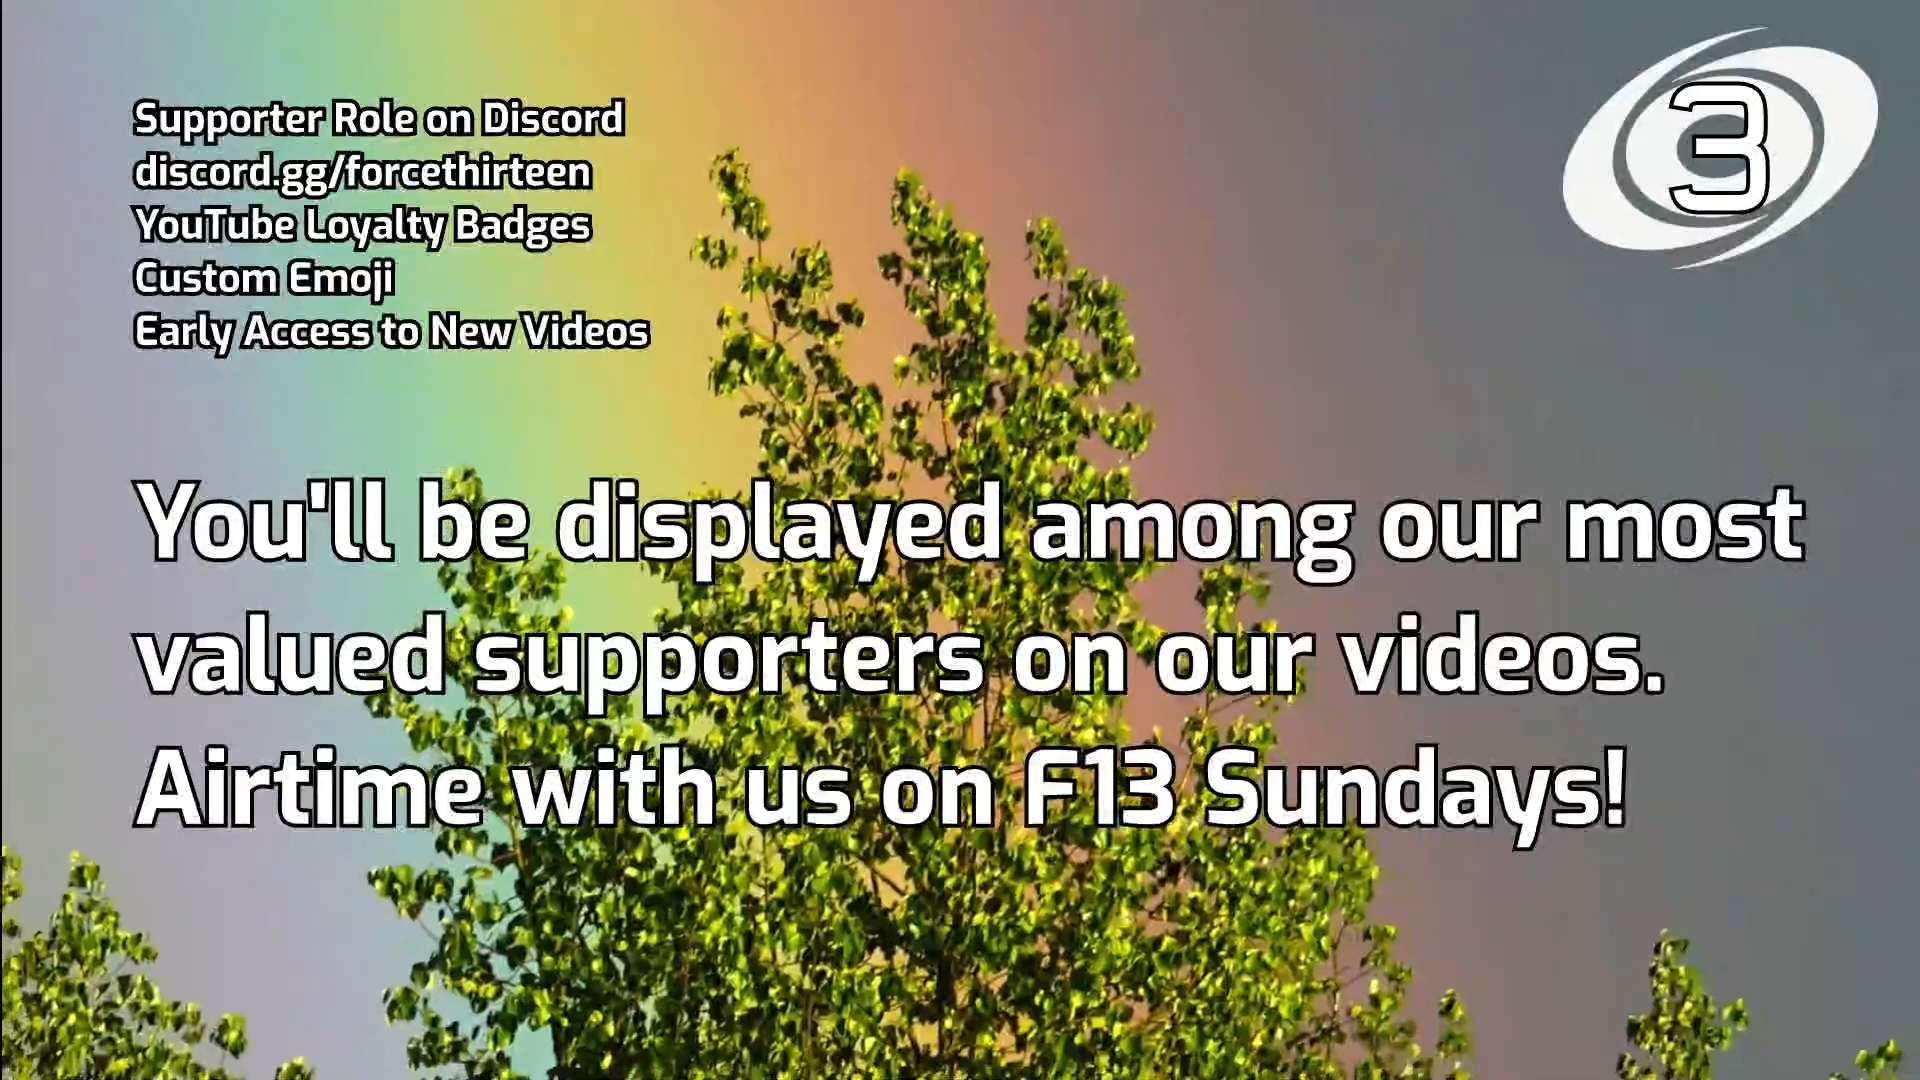 Supporter Role on Discord
discord.gg/forcethirteen
YouTube Loyalty Badges
Custom Emoji
Early Access to New Videos
3
You'll be displayed among our most
valued supporters on our videos.
Airtime with us on F13 Sundays!